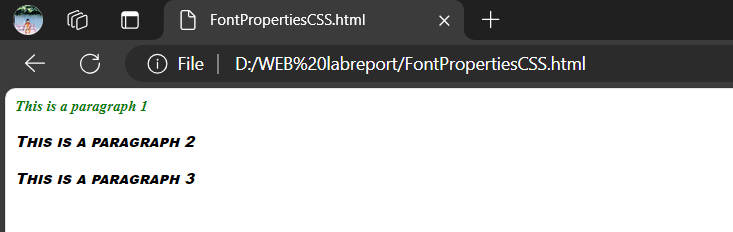 FontPropertiesCSS.html
File D:/WEB%20labreport/FontPropertiesCSS.html
This is a paragraph 1
This is a paragraph 2
This is a paragraph 3